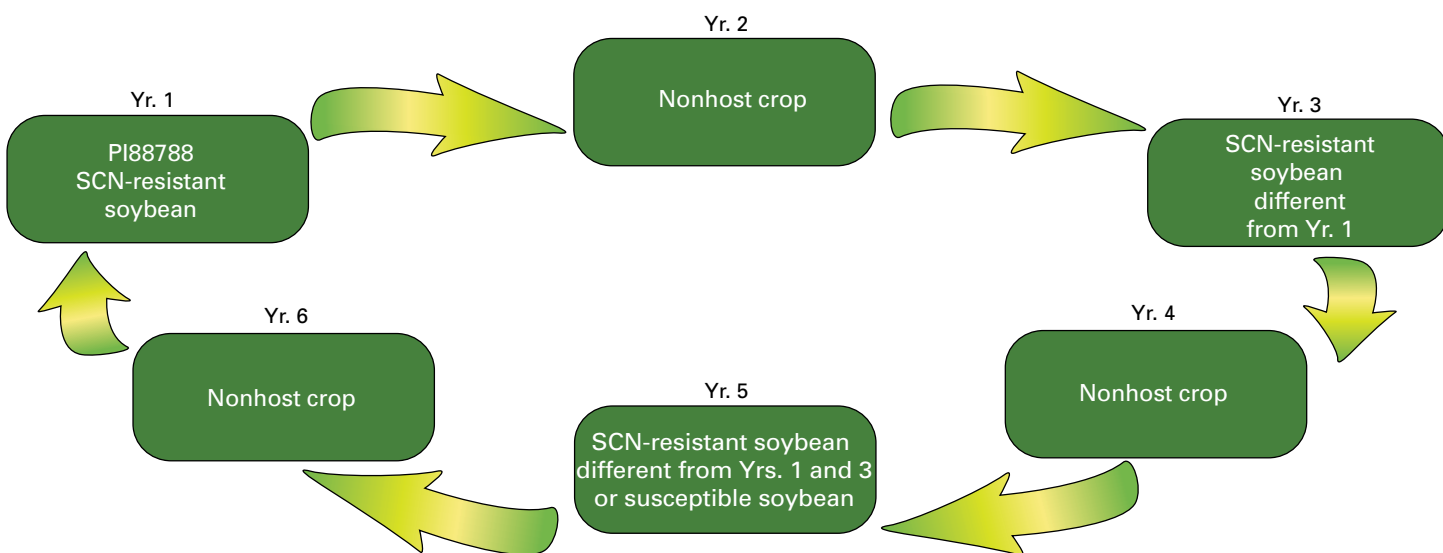 Yr. 1
PI88788
SCN-resistant
soybean
Yr. 2
Nonhost crop
Yr. 3
SCN-resistant
soybean
different
from Yr. 1
Yr. 4
Nonhost crop
Yr. 5
SCN-resistant soybean
different from Yrs. 1 and 3
or susceptible soybean
Yr. 6
Nonhost crop